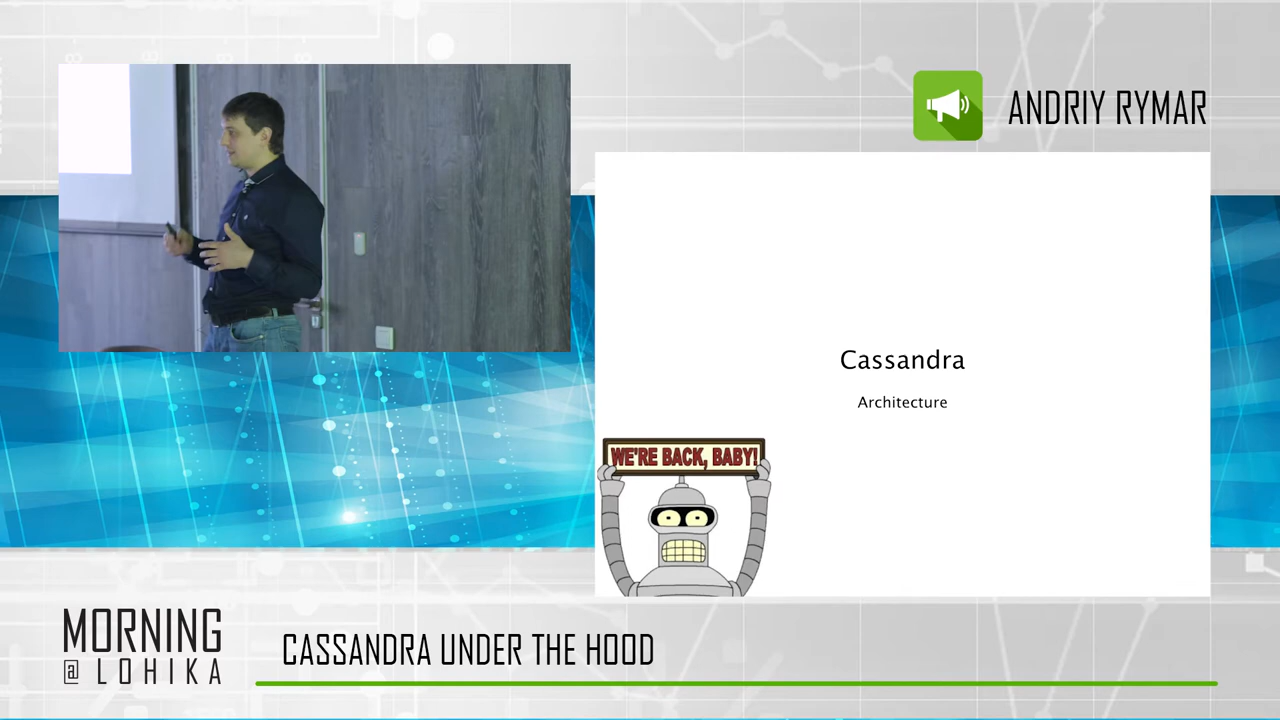 ANDRIY RYMAR
Cassandra
Architecture
WE'RE BACK, BABY!
MORNING
@ LOHIKA
CASSANDRA UNDER THE HOOD